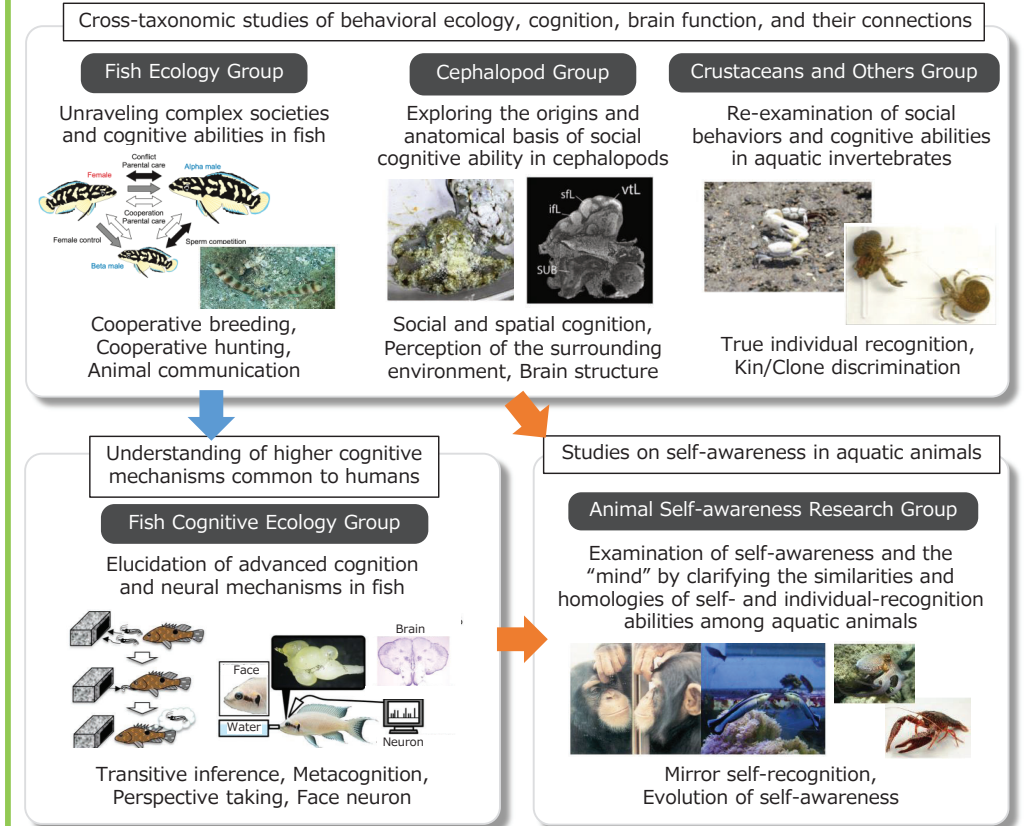 Cross-taxonomic studies of behavioral ecology, cognition, brain function, and their connections
Fish Ecology Group
Unraveling complex societies
and cognitive abilities in fish
Conflict
Parental care
Female
Alpha male
Cooperation
Parental care
Female control
Sperm competition
Beta male
Cooperative breeding,
Cooperative hunting,
Animal communication
Cephalopod Group
Exploring the origins and
anatomical basis of social
cognitive ability in cephalopods
sfL
vtL
ifL
SUB
Social and spatial cognition,
Perception of the surrounding
environment, Brain structure
Crustaceans and Others Group
Re-examination of social
behaviors and cognitive abilities
in aquatic invertebrates
True individual recognition,
Kin/Clone discrimination
Understanding of higher cognitive
mechanisms common to humans
Fish Cognitive Ecology Group
Elucidation of advanced cognition
and neural mechanisms in fish
Brain
Face
Water
Neuron
Transitive inference, Metacognition,
Perspective taking, Face neuron
Studies on self-awareness in aquatic animals
Animal Self-awareness Research Group
Examination of self-awareness and the
“mind” by clarifying the similarities and
homologies of self- and individual-recognition
abilities among aquatic animals
Mirror self-recognition,
Evolution of self-awareness